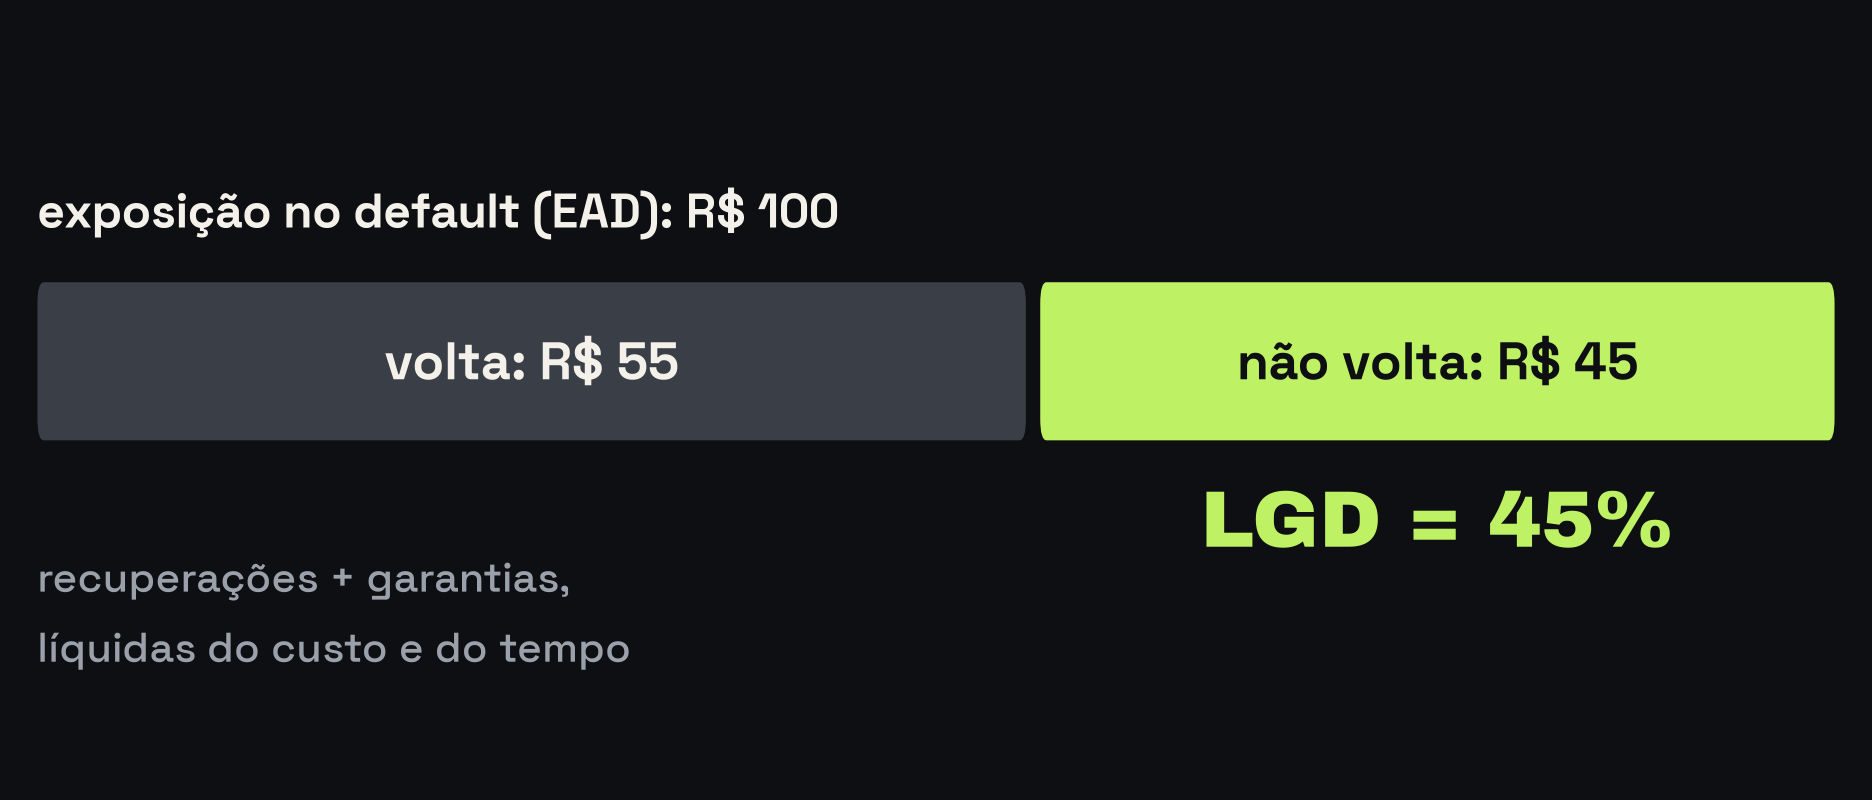 exposição no default (EAD): R$ 100
volta: R$ 55
não volta: R$ 45
LGD = 45%
recuperações + garantias,
líquidas do custo e do tempo